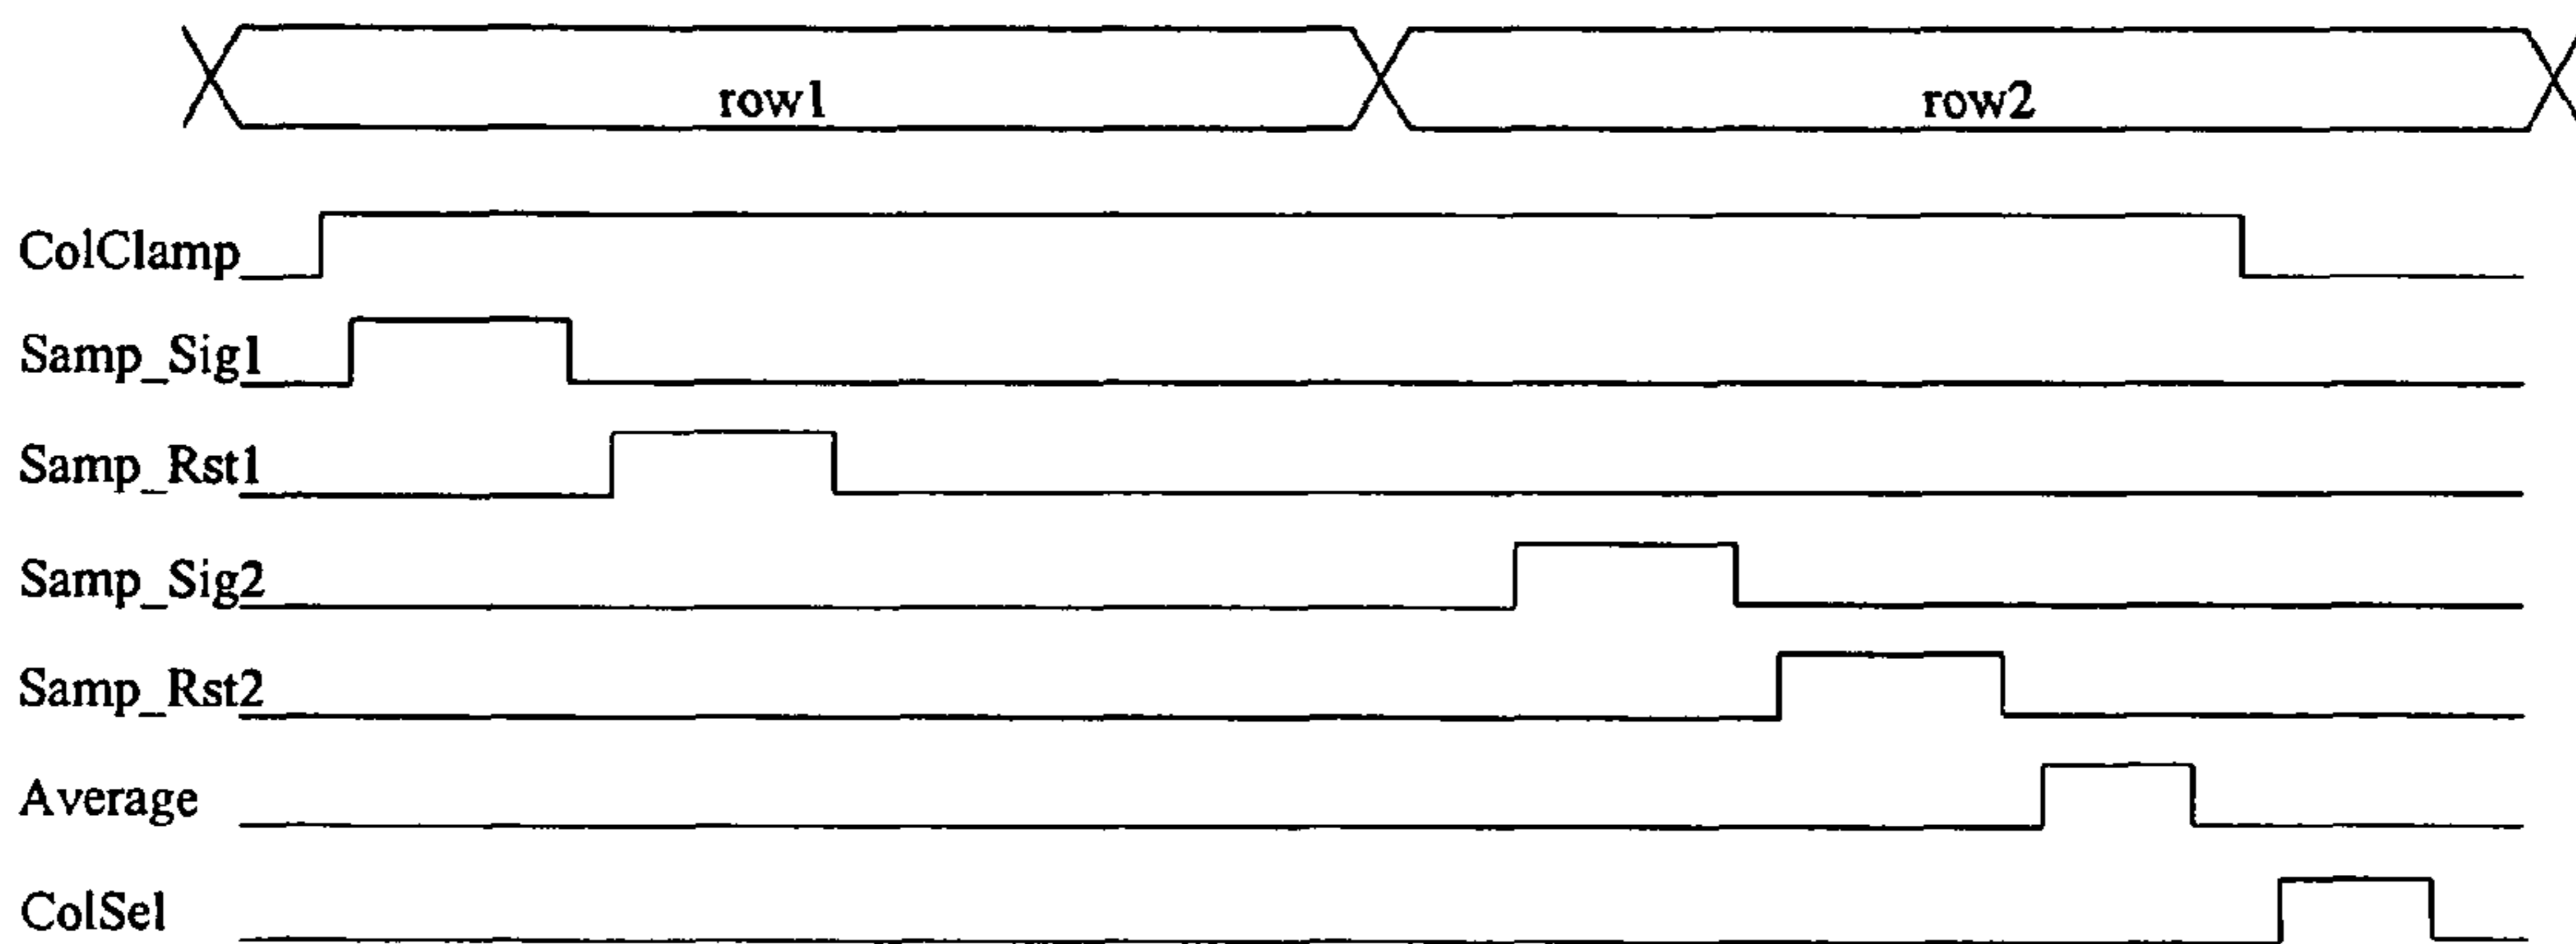 row1 row2
ColClamp
Samp_Sig1
Samp_Rst1
Samp_Sig2
Samp_Rst2
Average
ColSel